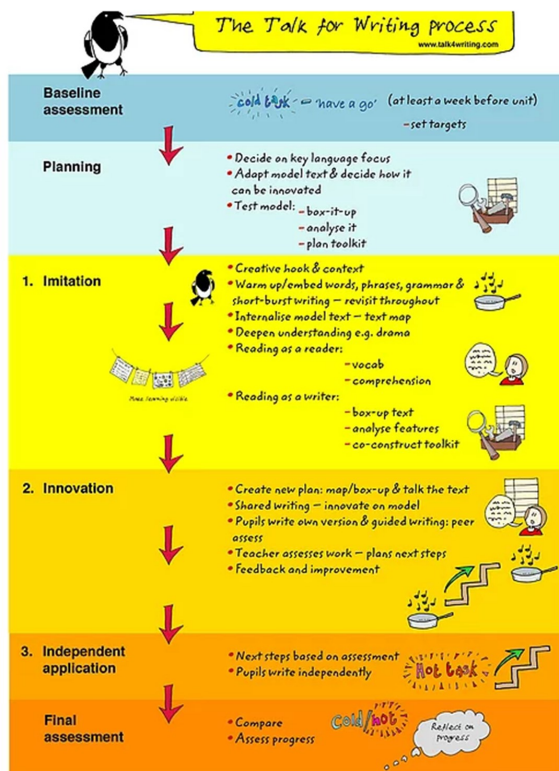 The Talk for Writing process
www.talk4writing.com
Baseline
assessment
cold task – 'have a go' (at least a week before unit)
– set targets
Planning
• Decide on key language focus
• Adapt model text & decide how it
can be innovated
• Test model:
– box-it-up
– analyse it
– plan toolkit
1. Imitation
• Creative hook & context
• Warm up/embed words, phrases, grammar &
short-burst writing – revisit throughout
• Internalise model text – text map
• Deepen understanding e.g. drama
• Reading as a reader:
– vocab
– comprehension
Make learning visible
• Reading as a writer:
– box-up text
– analyse features
– co-construct toolkit
2. Innovation
• Create new plan: map/box-up & talk the text
• Shared writing – innovate on model
• Pupils write own version & guided writing: peer
assess
• Teacher assesses work – plans next steps
• Feedback and improvement
3. Independent
application
• Next steps based on assessment
• Pupils write independently
Hot task
Final
assessment
• Compare
• Assess progress
Cold/hot
Reflect on
progress